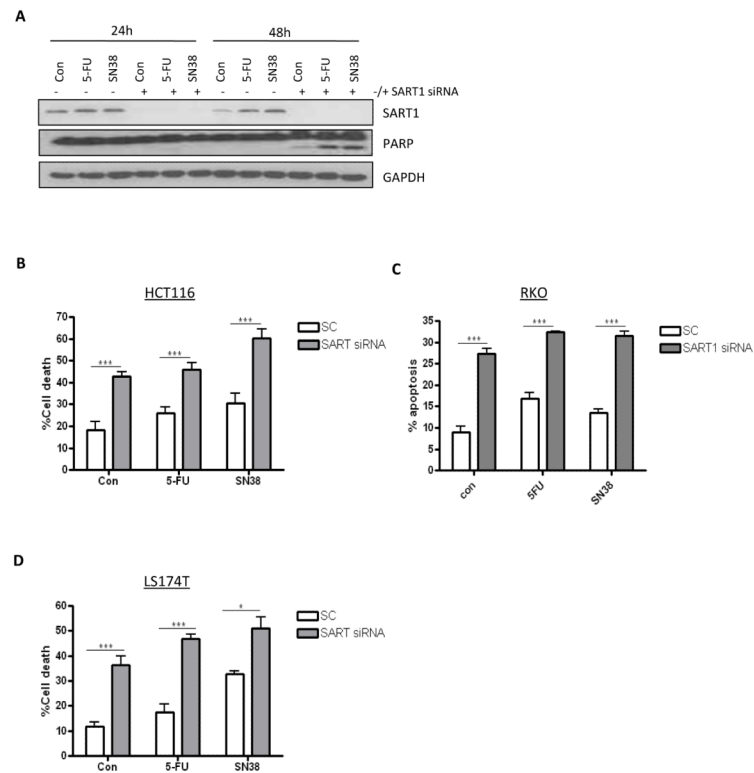 A
24h 48h
Con 5-FU SN38 Con 5-FU SN38 Con 5-FU SN38 Con 5-FU SN38
- - - + + + - - - + + + -/+ SART1 siRNA
SART1
PARP
GAPDH
B
HCT116
%Cell death
70
60
50
40
30
20
10
0
*** *** ***
Con 5-FU SN38
SC
SART siRNA
C
RKO
% apoptosis
35
30
25
20
15
10
5
0
*** *** ***
con 5FU SN38
SC
SART1 siRNA
D
LS174T
%Cell death
60
50
40
30
20
10
0
*** *** *
Con 5-FU SN38
SC
SART siRNA